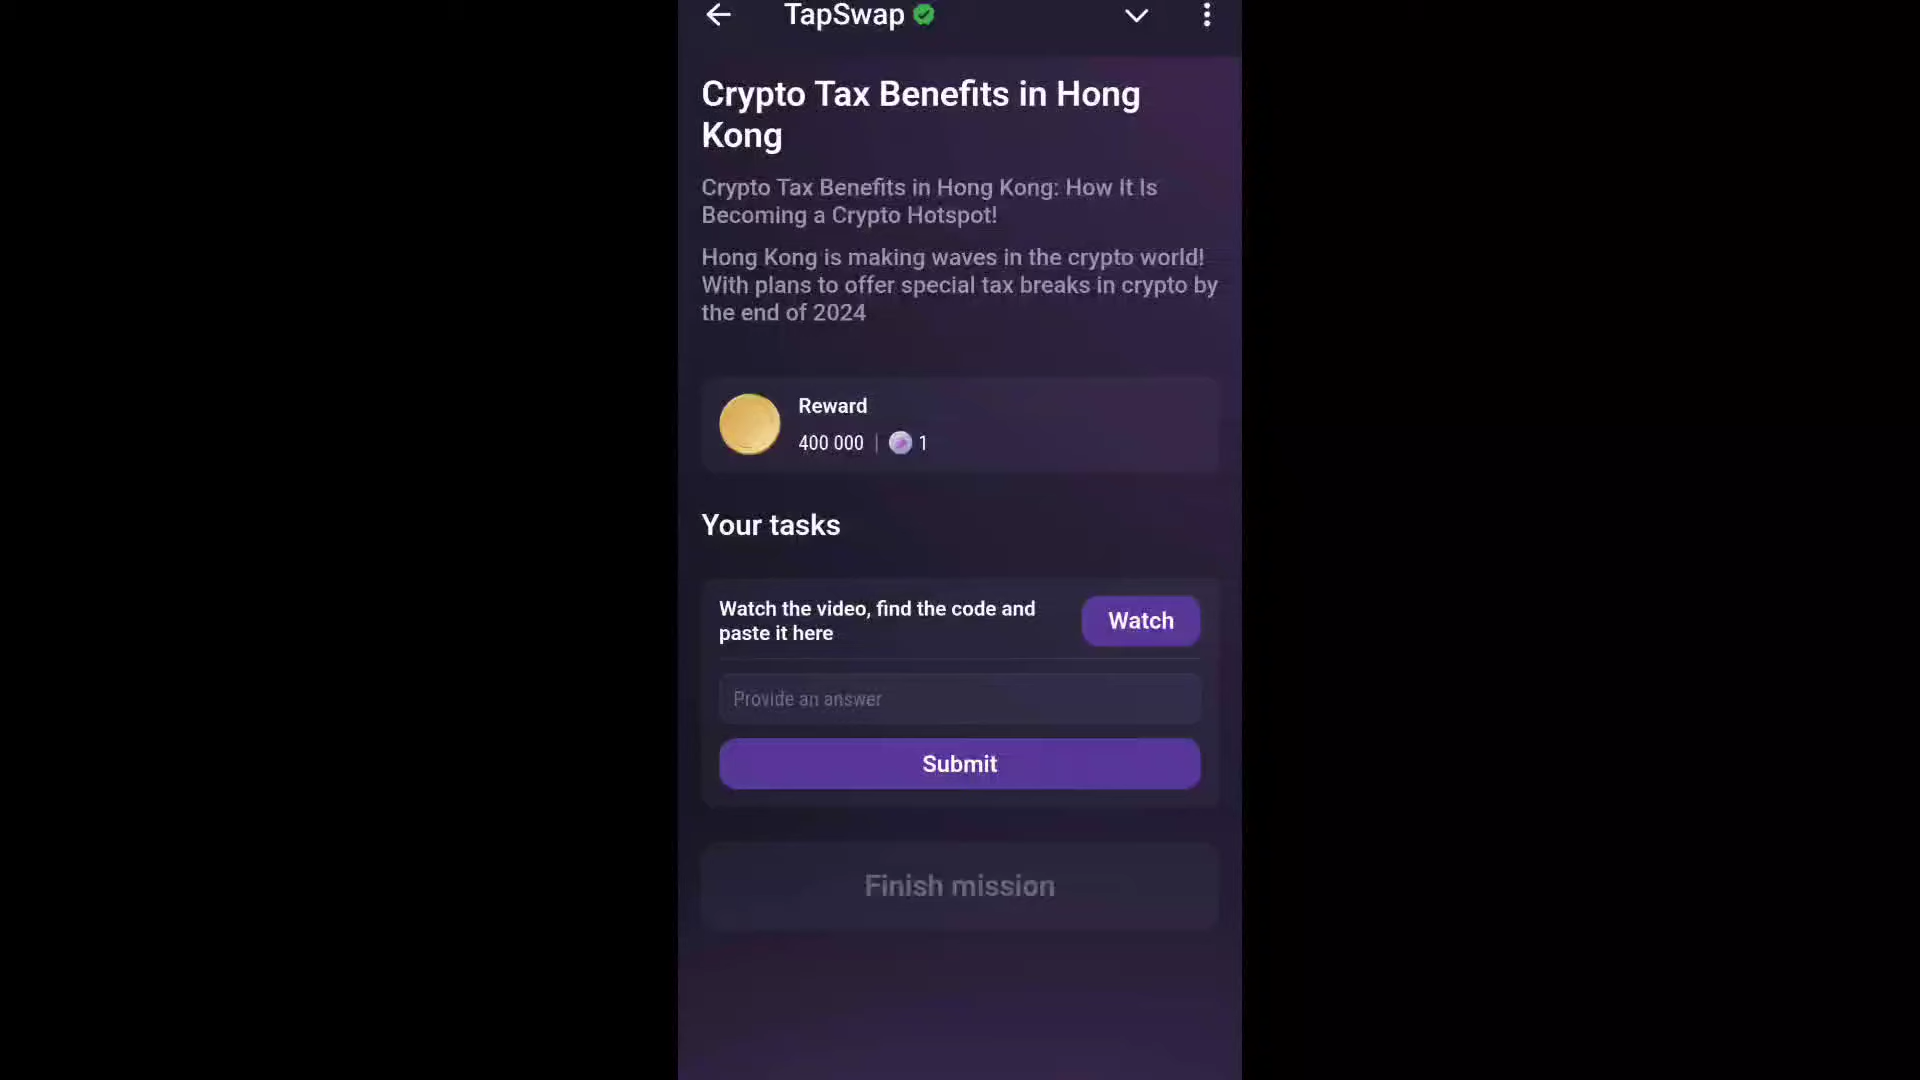 TapSwap
Crypto Tax Benefits in Hong
Kong
Crypto Tax Benefits in Hong Kong: How It Is
Becoming a Crypto Hotspot!
Hong Kong is making waves in the crypto world!
With plans to offer special tax breaks in crypto by
the end of 2024
Reward
400 000 | 1
Your tasks
Watch the video, find the code and
paste it here
Watch
Provide an answer
Submit
Finish mission